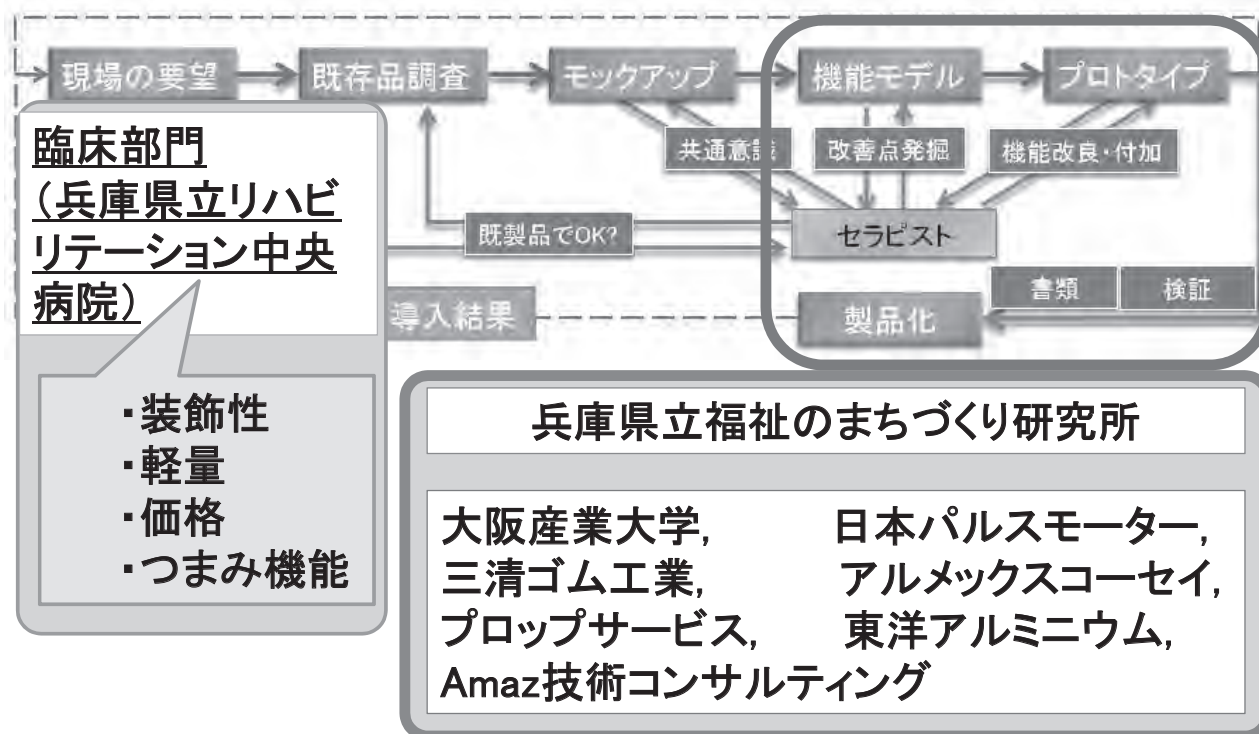 現場の要望
既存品調査
モックアップ
機能モデル
プロトタイプ
臨床部門
（兵庫県立リハビ
リテーション中央
病院）
共通意識
改善点発掘
機能改良・付加
既製品でOK?
セラピスト
書類
検証
導入結果
製品化
・装飾性
・軽量
・価格
・つまみ機能
兵庫県立福祉のまちづくり研究所
大阪産業大学, 日本パルスモーター,
三清ゴム工業, アルメックスコーセイ,
プロップサービス, 東洋アルミニウム,
Amaz技術コンサルティング